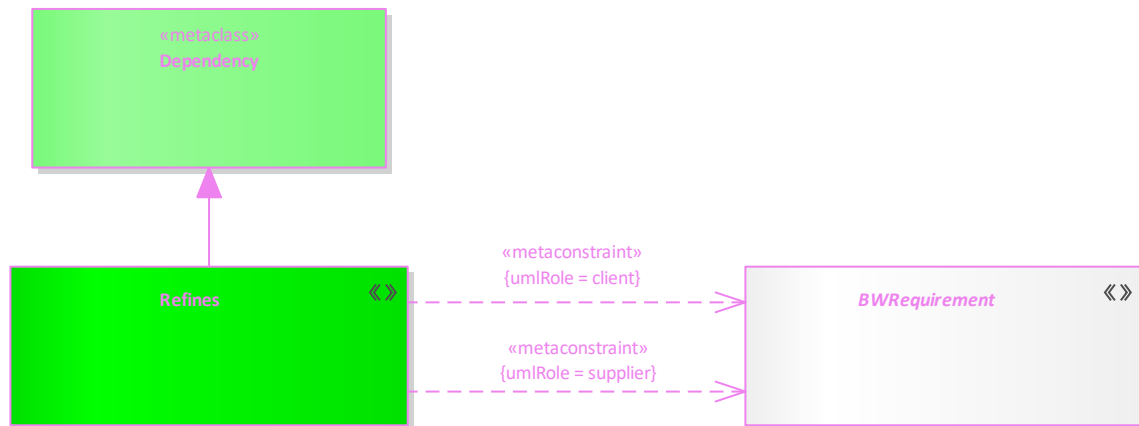 «metaclass»
Dependency
«metaconstraint»
{umlRole = client}
Refines
«»
BWRequirement
«»
«metaconstraint»
{umlRole = supplier}